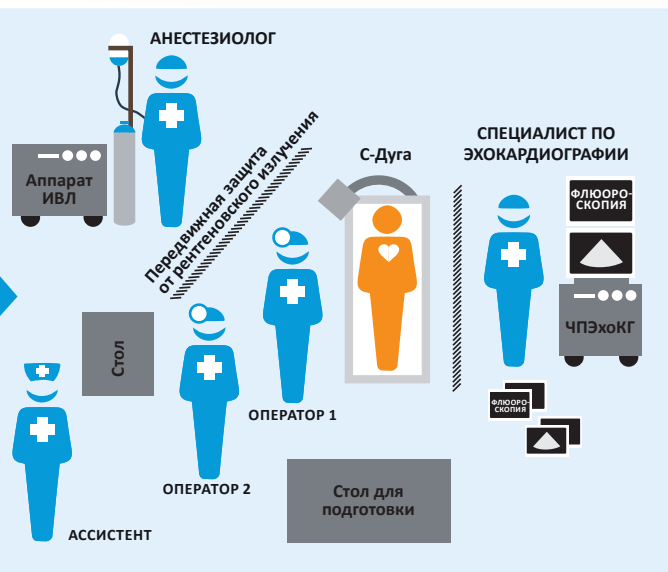 АНЕСТЕЗИОЛОГ
Аппарат
ИВЛ
Передвижная защита
от рентгеновского излучения
С-Дуга
СПЕЦИАЛИСТ ПО
ЭХОКАРДИОГРАФИИ
ФЛЮОРО-
СКОПИЯ
ЧПЭхоКГ
Стол
ОПЕРАТОР 1
ФЛЮОРО-
СКОПИЯ
ОПЕРАТОР 2
Стол для
подготовки
АССИСТЕНТ